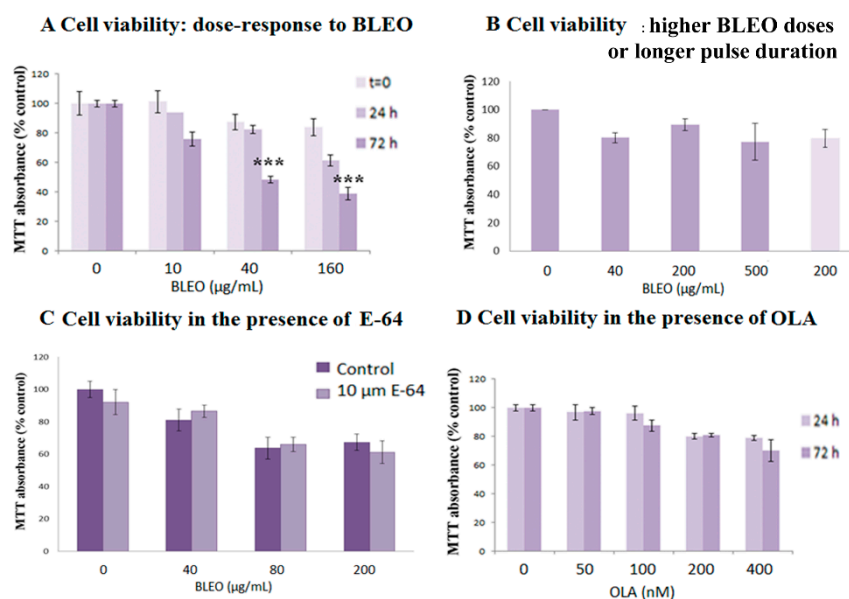 A Cell viability: dose-response to BLEO
MTT absorbance (% control)
120
100
80
60
40
20
0
t=0
24 h
72 h
***
***
0 10 40 160
BLEO (µg/mL)
B Cell viability : higher BLEO doses
or longer pulse duration
MTT absorbance (% control)
120
100
80
60
40
20
0
0 40 200 500 200
BLEO (µg/mL)
C Cell viability in the presence of E-64
MTT absorbance (% control)
120
100
80
60
40
20
0
Control
10 µm E-64
0 40 80 200
BLEO (µg/mL)
D Cell viability in the presence of OLA
MTT absorbance (% control)
120
100
80
60
40
20
0
24 h
72 h
0 50 100 200 400
OLA (nM)